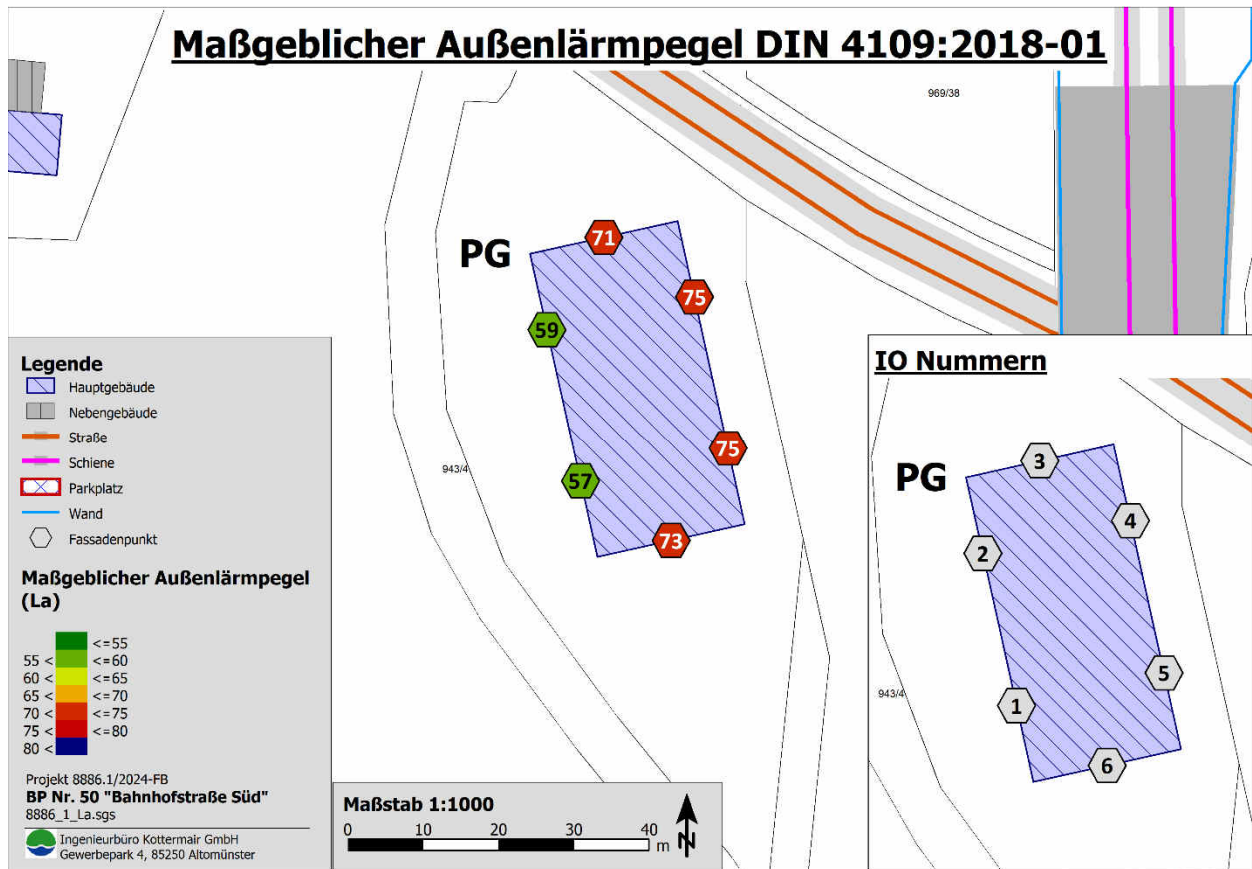 Maßgeblicher Außenlärmpegel DIN 4109:2018-01
969/38
PG
71
75
59
75
57
73
943/4
Legende
Hauptgebäude
Nebengebäude
Straße
Schiene
Parkplatz
Wand
Fassadenpunkt
Maßgeblicher Außenlärmpegel
(La)
<=55
55 < <=60
60 < <=65
65 < <=70
70 < <=75
75 < <=80
80 <
Projekt 8886.1/2024-FB
BP Nr. 50 "Bahnhofstraße Süd"
8886_1_La.sgs
Ingenieurbüro Kottermair GmbH
Gewerbepark 4, 85250 Altomünster
Maßstab 1:1000
0 10 20 30 40
m
N
IO Nummern
PG
3
4
2
5
1
6
943/4